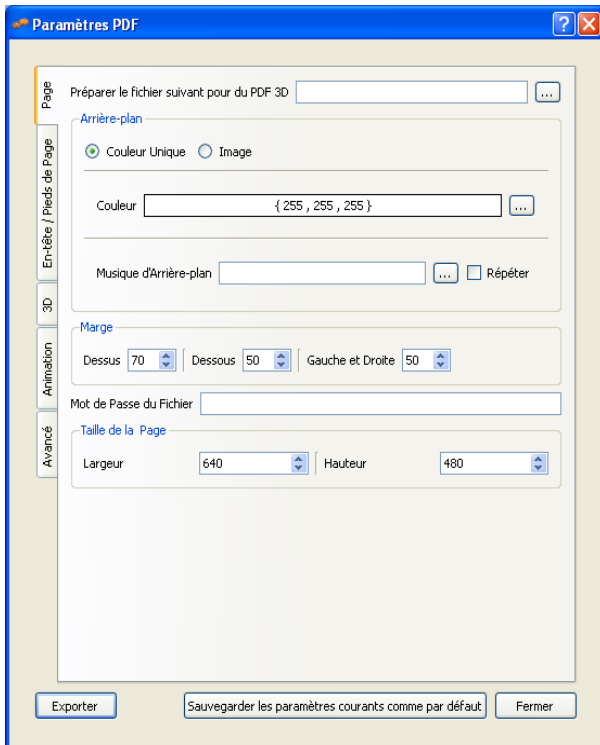 Paramètres PDF
Page
En-tête / Pieds de Page
3D
Animation
Avancé
Préparer le fichier suivant pour du PDF 3D ...
Arrière-plan
Couleur Unique Image
Couleur { 255 , 255 , 255 } ...
Musique d'Arrière-plan ... Répéter
Marge
Dessus 70 Dessous 50 Gauche et Droite 50
Mot de Passe du Fichier
Taille de la Page
Largeur 640 Hauteur 480
Exporter Sauvegarder les paramètres courants comme par défaut Fermer